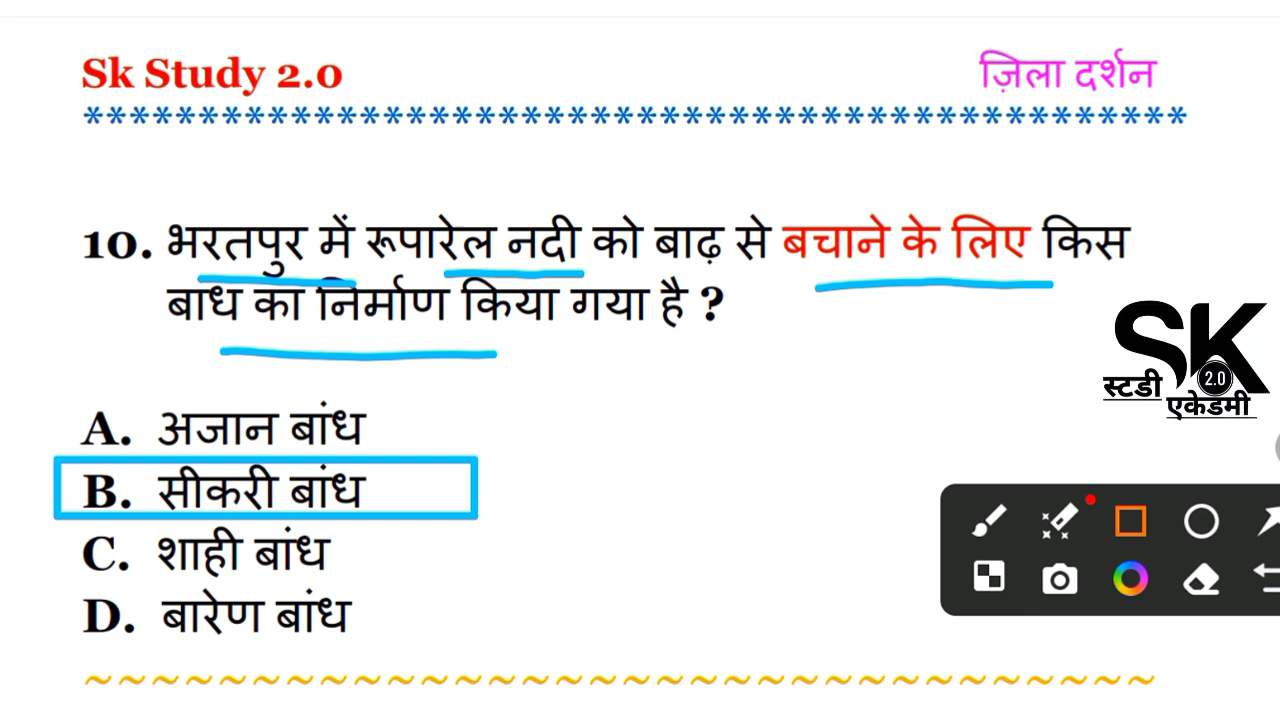 Sk Study 2.0
ज़िला दर्शन
************************************************
10. भरतपुर में रूपारेल नदी को बाढ़ से बचाने के लिए किस
बाध का निर्माण किया गया है ?
A. अजान बांध
B. सीकरी बांध
C. शाही बांध
D. बारेण बांध
~~~~~~~~~~~~~~~~~~~~~~~~~~~~~~~~
SK
स्टडी 2.0
एकेडमी